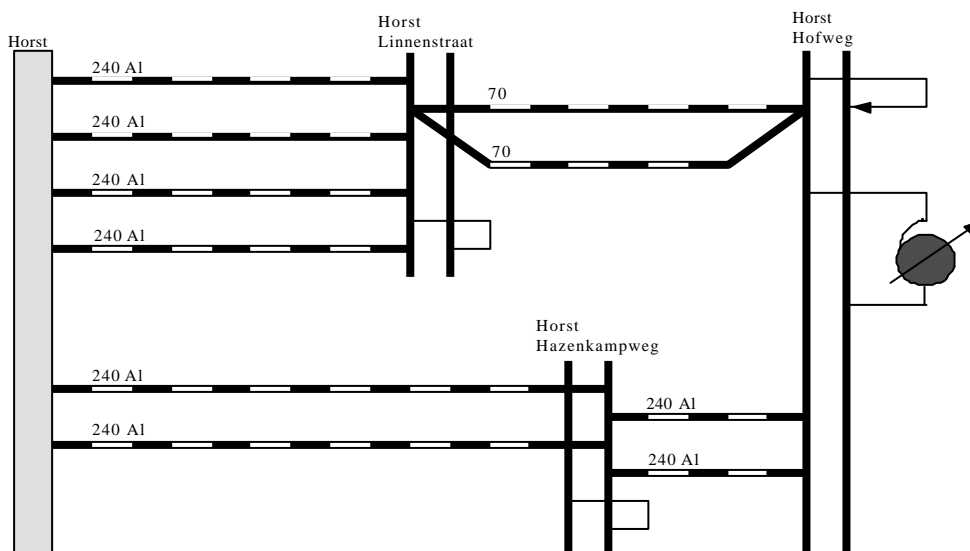 Horst
Linnenstraat
Horst
Hofweg
Horst
240 Al
70
240 Al
70
240 Al
240 Al
Horst
Hazenkampweg
240 Al
240 Al
240 Al
240 Al